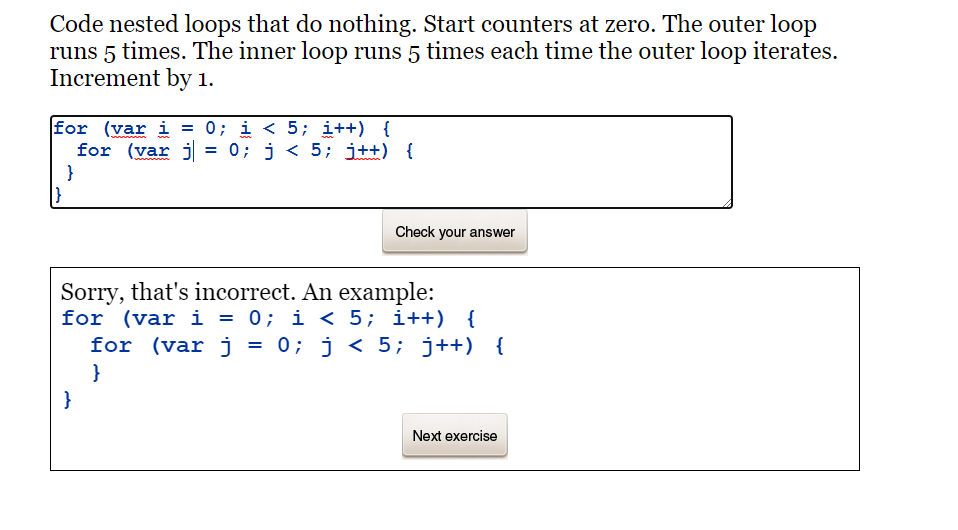 Code nested loops that do nothing. Start counters at zero. The outer loop
runs 5 times. The inner loop runs 5 times each time the outer loop iterates.
Increment by 1.
for (var i = 0; i < 5; i++) {
  for (var j = 0; j < 5; j++) {
 }
}
Check your answer
Sorry, that's incorrect. An example:
for (var i = 0; i < 5; i++) {
  for (var j = 0; j < 5; j++) {
  }
}
Next exercise